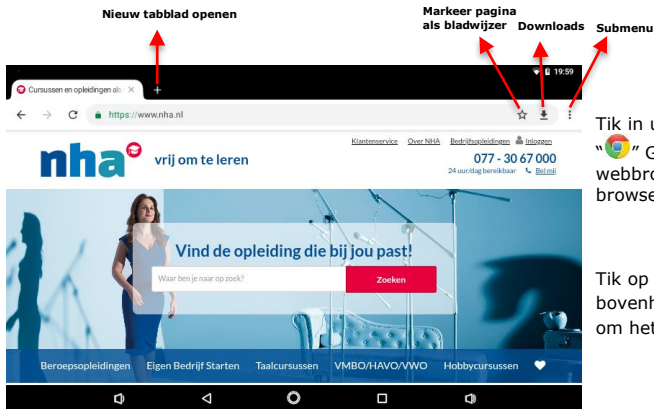 Nieuw tabblad openen
Markeer pagina
als bladwijzer
Downloads
Submenu
19:59
Cursussen en opleidingen al
https://www.nha.nl
Klantenservice Over NHA Bedrijfsopleidingen Inloggen
nha vrij om te leren
077 - 30 67 000
24 uur/dag bereikbaar Bel mij
Vind de opleiding die bij jou past!
Waar ben je naar op zoek? Zoeken
Beroepsopleidingen Eigen Bedrijf Starten Taalcursussen VMBO/HAVO/VWO Hobbycursussen
Tik in u
“ ” G
webbro
browse
Tik op
bovenh
om het